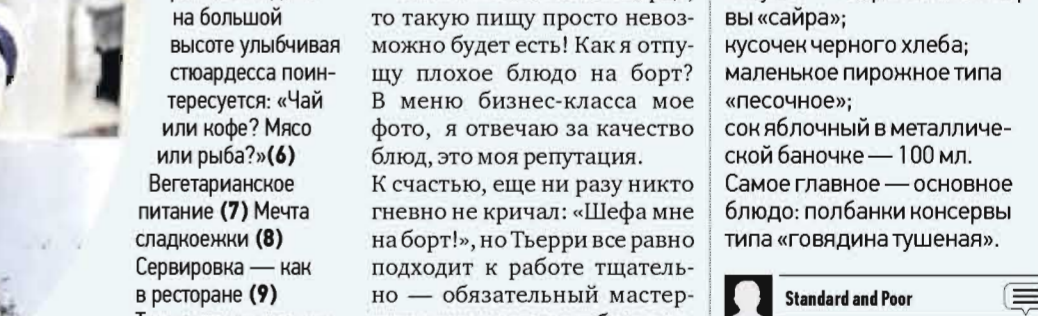 на большой
высоте улыбчивая
стюардесса поин-
тересуется: «Чай
или кофе? Мясо
или рыба?»(6)
Вегетарианское
питание (7) Мечта
сладкоежки (8)
Сервировка — как
в ресторане (9)
то такую пищу просто невоз-
можно будет есть! Как я отпу-
щу плохое блюдо на борт?
В меню бизнес-класса мое
фото, я отвечаю за качество
блюд, это моя репутация.
К счастью, еще ни разу никто
гневно не кричал: «Шефа мне
на борт!», но Тьерри все равно
подходит к работе тщатель-
но — обязательный мастер-
вы «сайра»;
кусочек черного хлеба;
маленькое пирожное типа
«песочное»;
сок яблочный в металличе-
ской баночке — 100 мл.
Самое главное — основное
блюдо: полбанки консервы
типа «говядина тушеная».
Standard and Poor